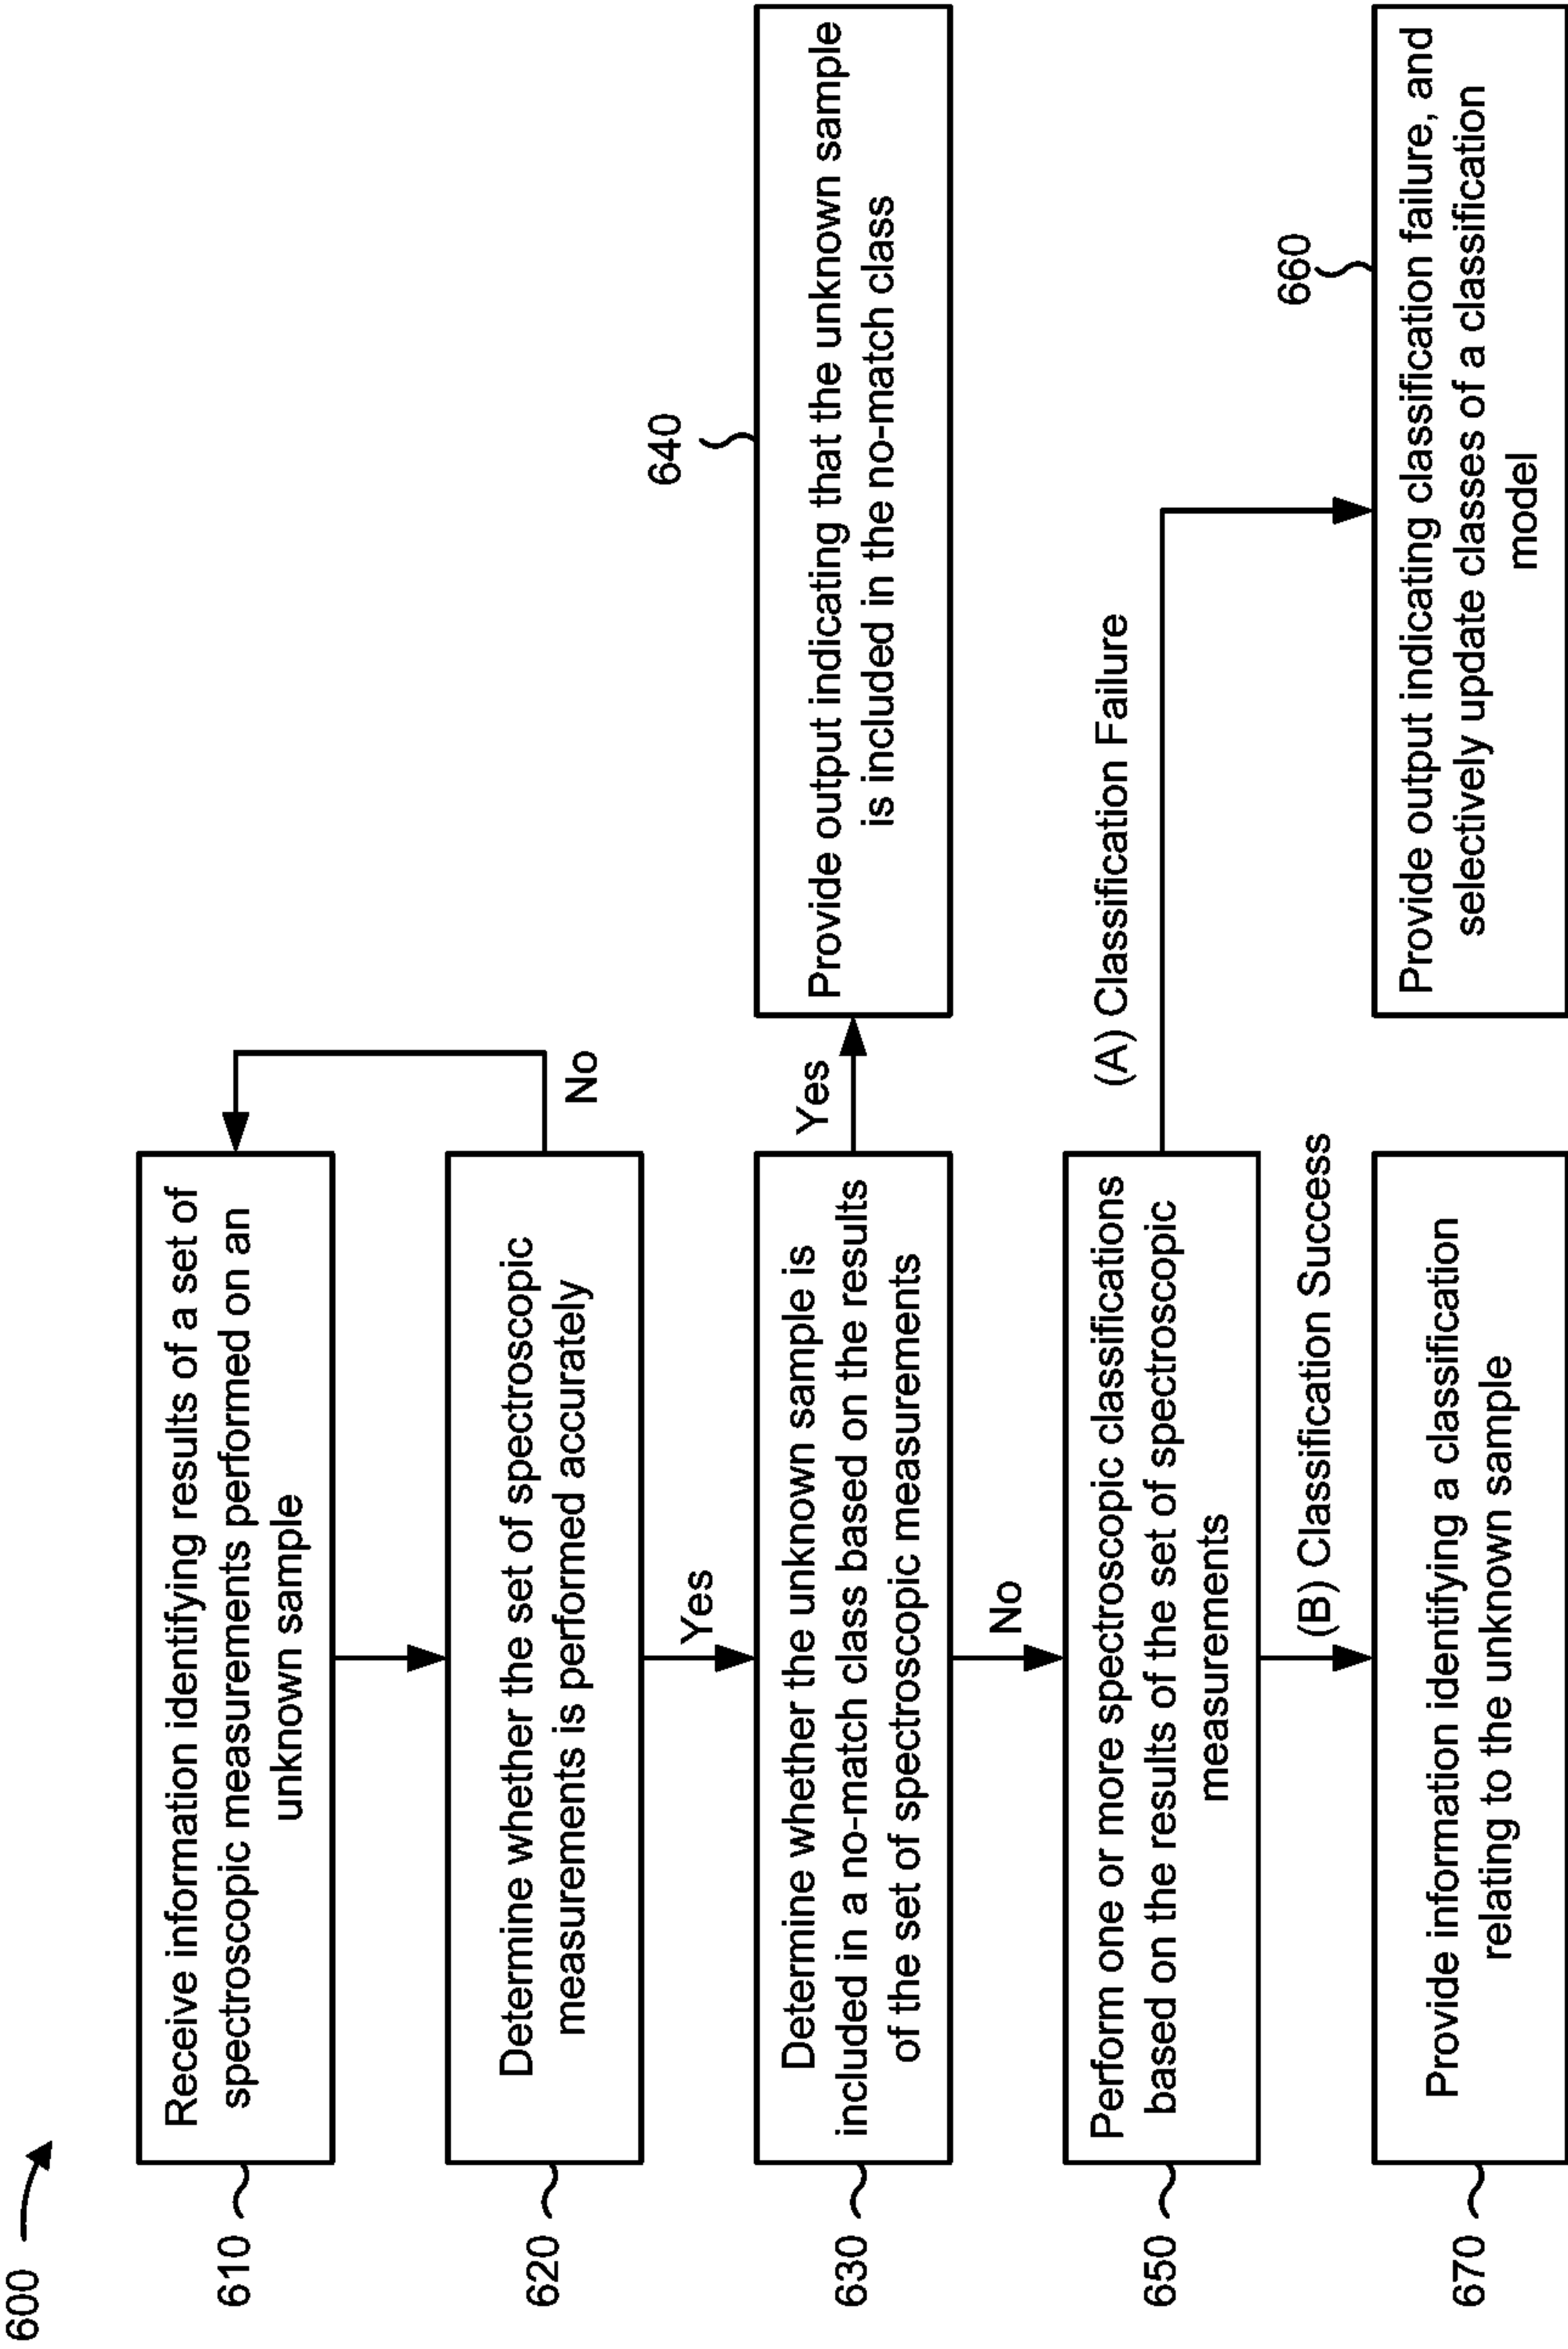 600
610
Receive information identifying results of a set of
spectroscopic measurements performed on an
unknown sample
No
620
Determine whether the set of spectroscopic
measurements is performed accurately
Yes
630
Determine whether the unknown sample is
included in a no-match class based on the results
of the set of spectroscopic measurements
Yes
640
Provide output indicating that the unknown sample
is included in the no-match class
No
650
Perform one or more spectroscopic classifications
based on the results of the set of spectroscopic
measurements
(A) Classification Failure
660
Provide output indicating classification failure, and
selectively update classes of a classification
model
(B) Classification Success
670
Provide information identifying a classification
relating to the unknown sample